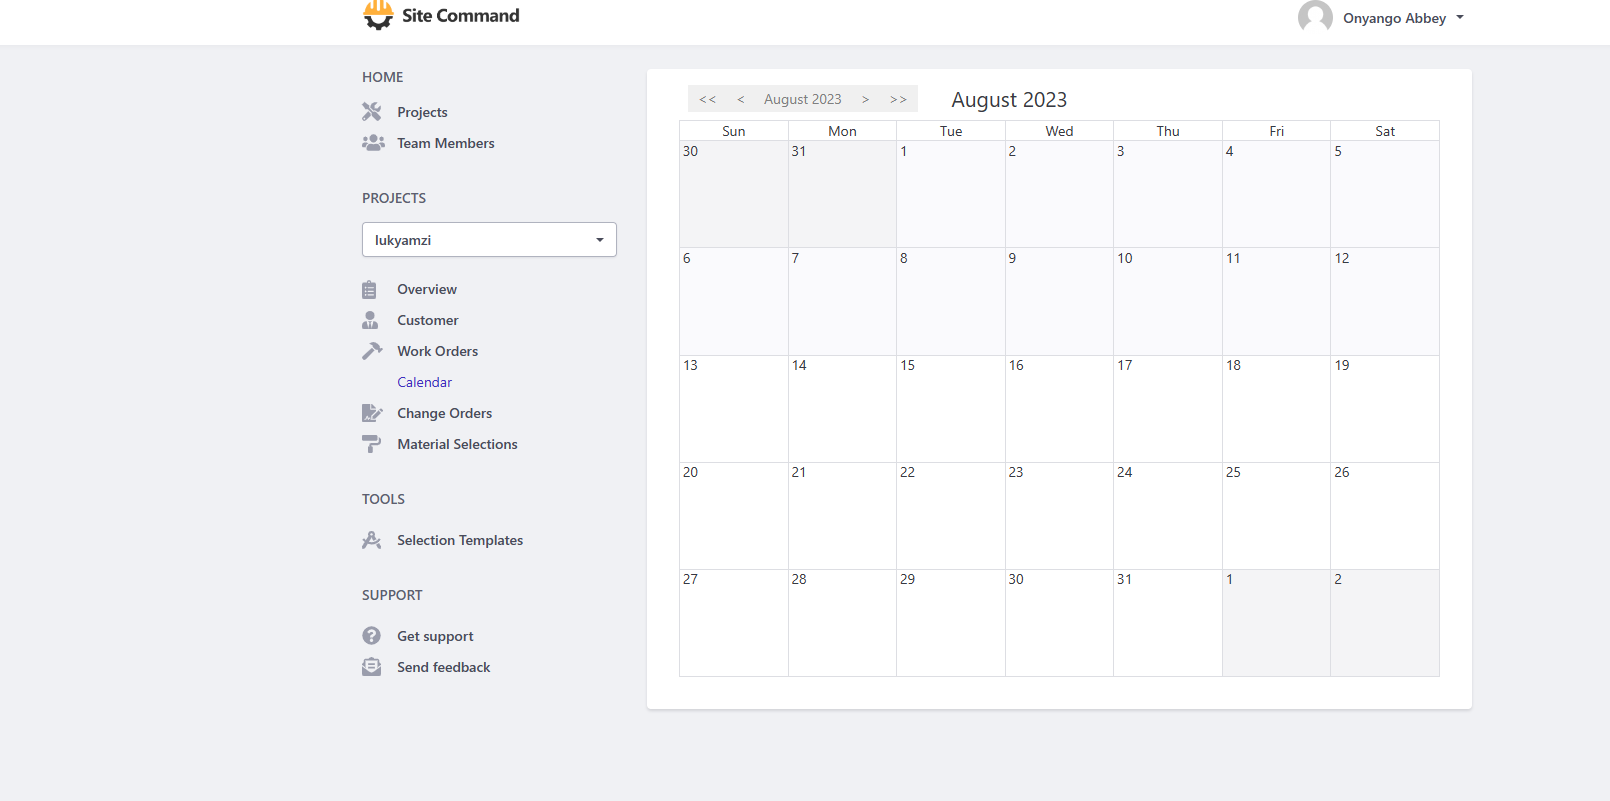 Site Command
Onyango Abbey
HOME
Projects
Team Members
PROJECTS
lukyamzi
Overview
Customer
Work Orders
Calendar
Change Orders
Material Selections
TOOLS
Selection Templates
SUPPORT
Get support
Send feedback
<< < August 2023 > >> August 2023
Sun Mon Tue Wed Thu Fri Sat
30 31 1 2 3 4 5
6 7 8 9 10 11 12
13 14 15 16 17 18 19
20 21 22 23 24 25 26
27 28 29 30 31 1 2